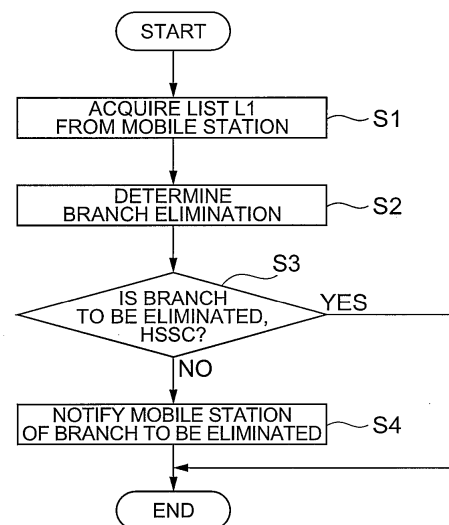 START
ACQUIRE LIST L1
FROM MOBILE STATION
S1
DETERMINE
BRANCH ELIMINATION
S2
S3
IS BRANCH
TO BE ELIMINATED,
HSSC?
YES
NO
NOTIFY MOBILE STATION
OF BRANCH TO BE ELIMINATED
S4
END